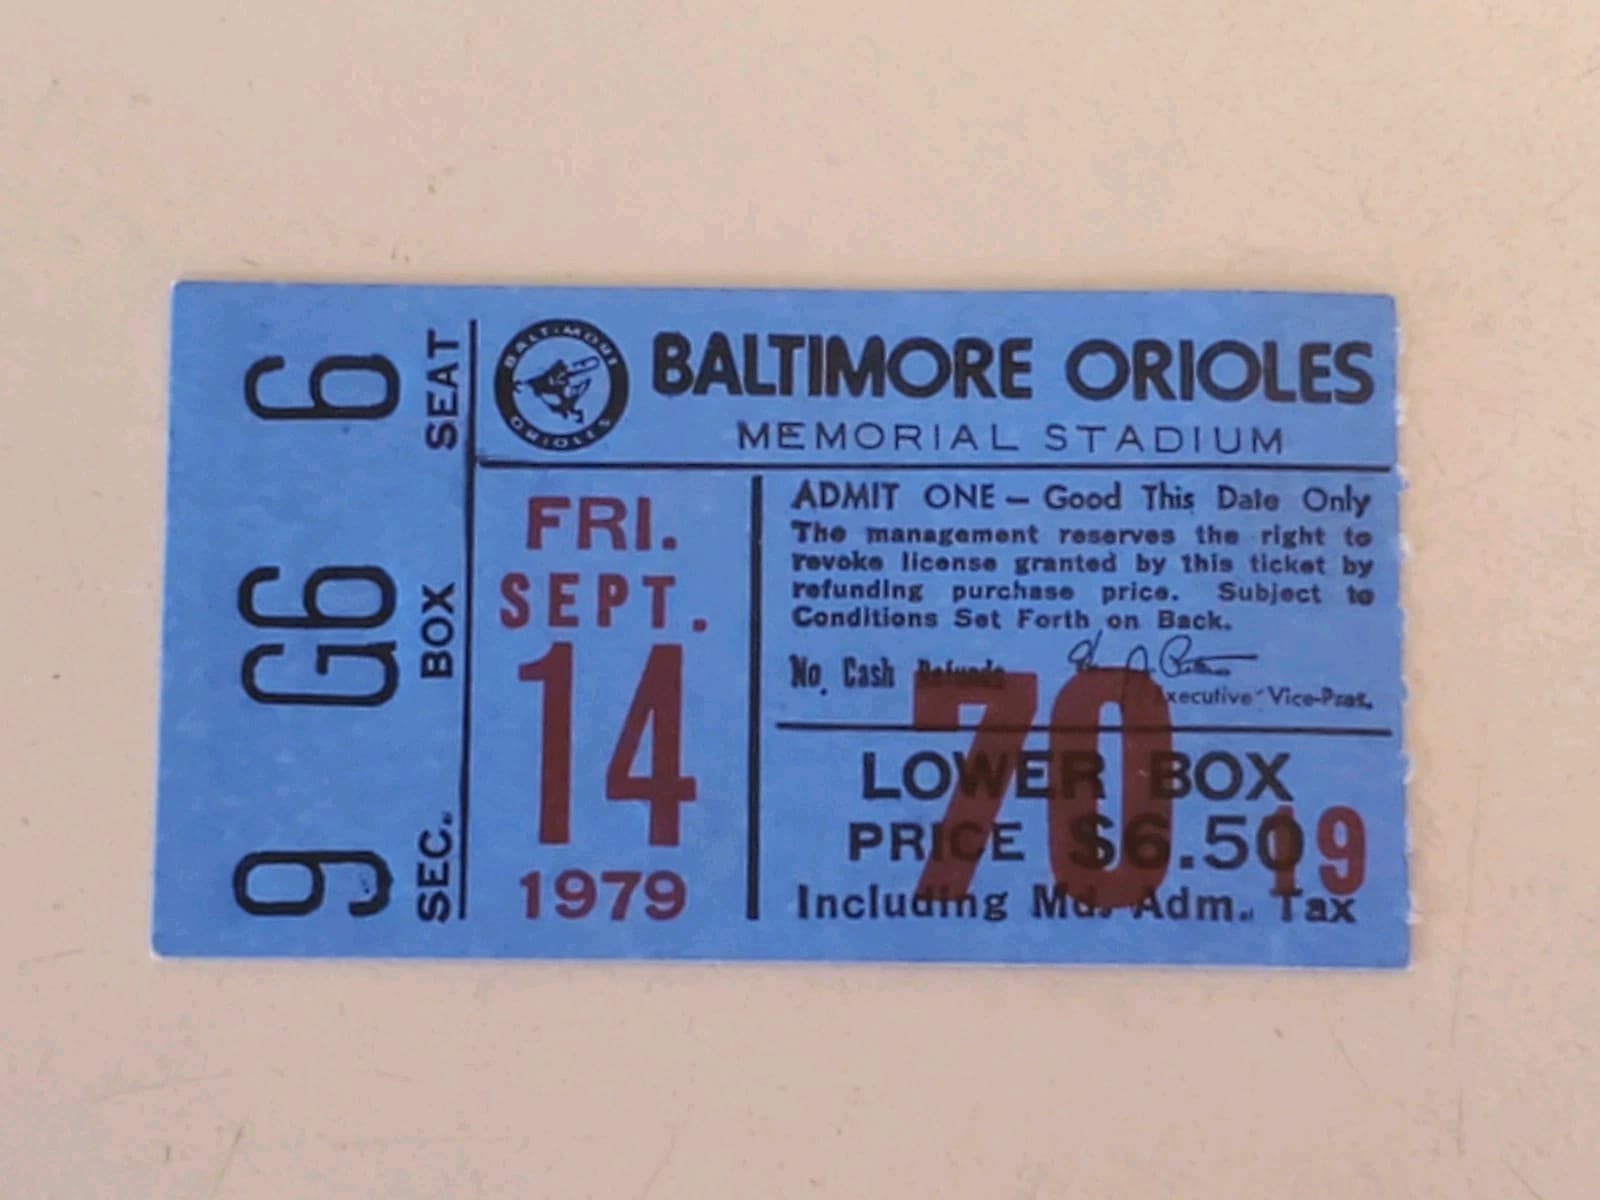 SEAT 6
BOX G6
SEC. 9
BALTIMORE
ORIOLES
BALTIMORE ORIOLES
MEMORIAL STADIUM
FRI.
SEPT.
14
1979
ADMIT ONE — Good This Date Only
The management reserves the right to
revoke license granted by this ticket by
refunding purchase price. Subject to
Conditions Set Forth on Back.
No Cash Refunds
Executive Vice-Pres.
70
LOWER BOX
PRICE $6.50
19
Including Md. Adm. Tax